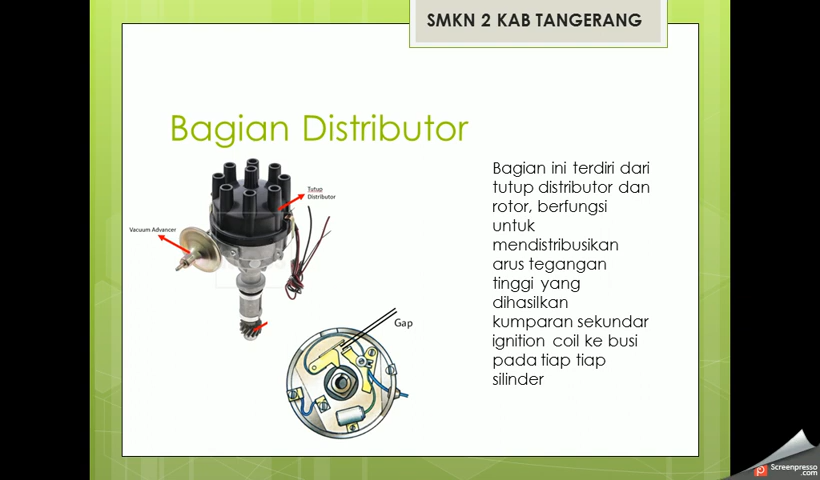 SMKN 2 KAB TANGERANG
Bagian Distributor
Tutup
Distributor
Vacuum Advancer
Gap
Bagian ini terdiri dari
tutup distributor dan
rotor, berfungsi
untuk
mendistribusikan
arus tegangan
tinggi yang
dihasilkan
kumparan sekundar
ignition coil ke busi
pada tiap tiap
silinder
Screenpresso
.com